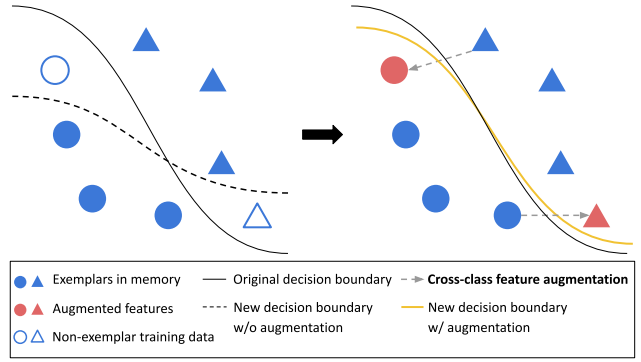 Exemplars in memory
Original decision boundary
Cross-class feature augmentation
Augmented features
New decision boundary
w/o augmentation
New decision boundary
w/ augmentation
Non-exemplar training data